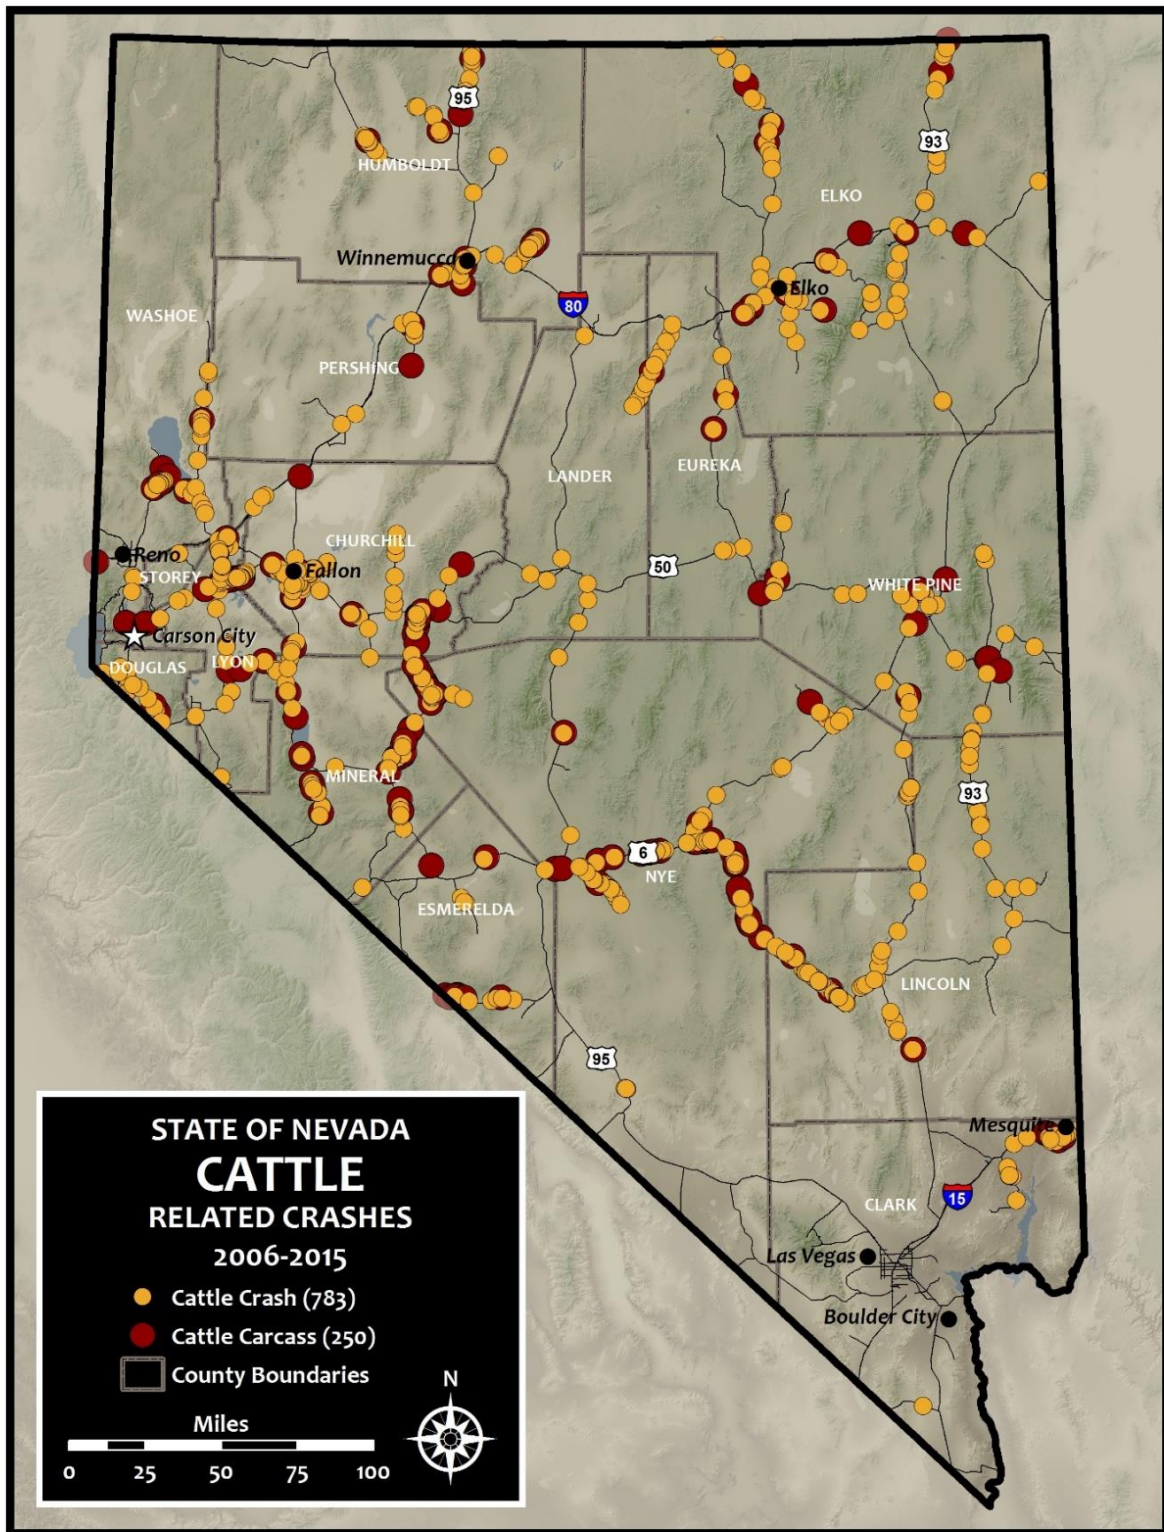 95
93
HUMBOLDT
ELKO
Winnemucca
Elko
80
WASHOE
PERSHING
LANDER
EUREKA
CHURCHILL
Reno
50
Fallon
STOREY
WHITE PINE
Carson City
DOUGLAS
LYON
MINERAL
93
6
NYE
ESMERELDA
LINCOLN
95
Mesquite
CLARK
15
Las Vegas
Boulder City
STATE OF NEVADA
CATTLE
RELATED CRASHES
2006-2015
Cattle Crash (783)
Cattle Carcass (250)
County Boundaries
N
Miles
0 25 50 75 100